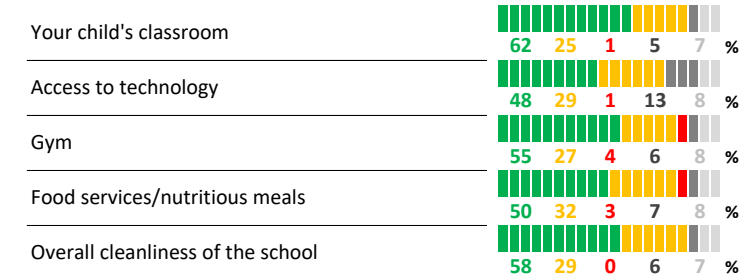 Your child's classroom
62 25 1 5 7 %
Access to technology
48 29 1 13 8 %
Gym
55 27 4 6 8 %
Food services/nutritious meals
50 32 3 7 8 %
Overall cleanliness of the school
58 29 0 6 7 %